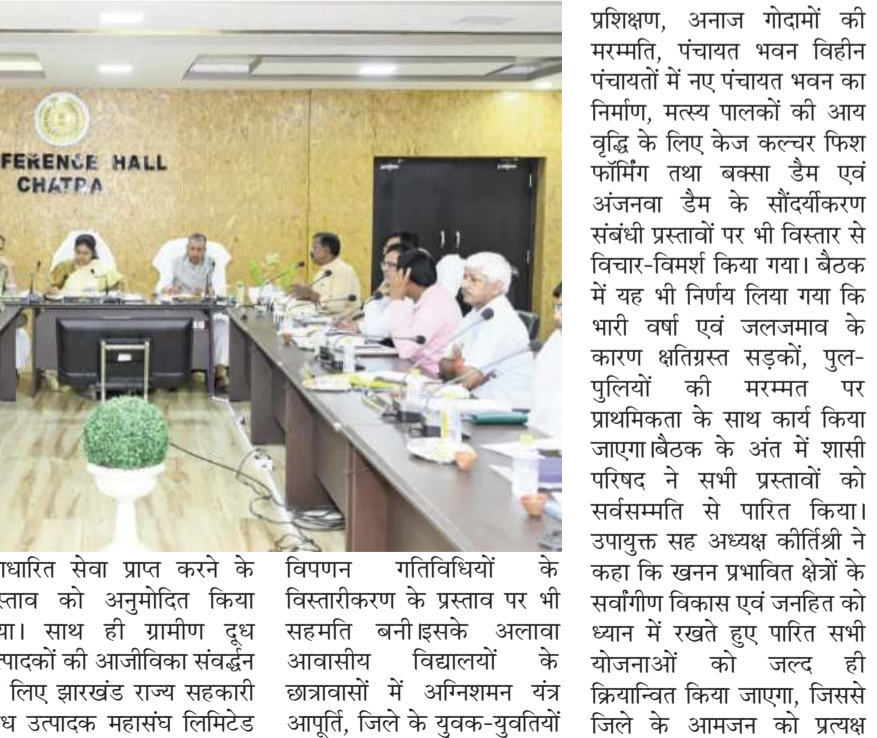 FERENCE HALL
CHATRA
आधारित सेवा प्राप्त करने के
को अनुमोदित किया
साथ ही ग्रामीण दूध
की आजीविका संवर्द्धन
लिए झारखंड राज्य सहकारी
उत्पादक महासंघ लिमिटेड
विपणन गतिविधियों के
विस्तारीकरण के प्रस्ताव पर भी
सहमति बनी।इसके अलावा
आवासीय विद्यालयों के
छात्रावासों में अग्निशमन यंत्र
आपूर्ति, जिले के युवक-युवतियों
प्रशिक्षण, अनाज गोदामों की
मरम्मति, पंचायत भवन विहीन
पंचायतों में नए पंचायत भवन का
निर्माण, मत्स्य पालकों की आय
वृद्धि के लिए केज कल्चर फिश
फॉर्मिंग तथा बक्सा डैम एवं
अंजनवा डैम के सौंदर्यीकरण
संबंधी प्रस्तावों पर भी विस्तार से
विचार-विमर्श किया गया। बैठक
में यह भी निर्णय लिया गया कि
भारी वर्षा एवं जलजमाव के
कारण क्षतिग्रस्त सड़कों, पुल-
पुलियों की मरम्मत पर
प्राथमिकता के साथ कार्य किया
जाएगा।बैठक के अंत में शासी
परिषद ने सभी प्रस्तावों को
सर्वसम्मति से पारित किया।
उपायुक्त सह अध्यक्ष कीर्तिश्री ने
कहा कि खनन प्रभावित क्षेत्रों के
सर्वांगीण विकास एवं जनहित को
ध्यान में रखते हुए पारित सभी
योजनाओं को जल्द ही
क्रियान्वित किया जाएगा, जिससे
जिले के आमजन को प्रत्यक्ष